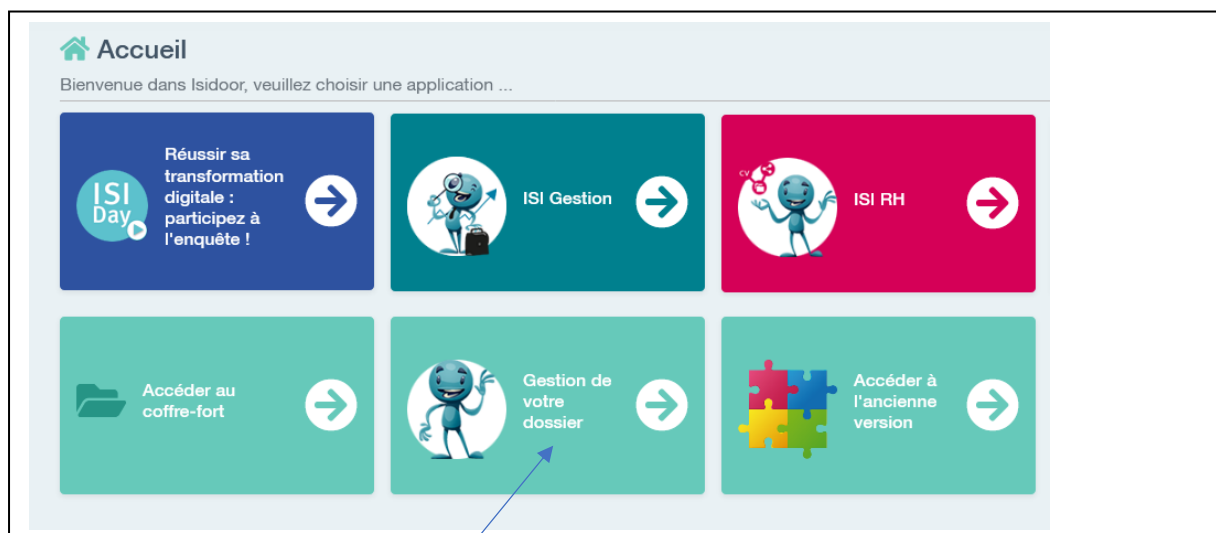 Accueil
Bienvenue dans Isidoor, veuillez choisir une application ...
Réussir sa
transformation
digitale :
participez à
l'enquête !
ISI
Day
ISI Gestion
CV
ISI RH
Accéder au
coffre-fort
Gestion de
votre
dossier
Accéder à
l'ancienne
version